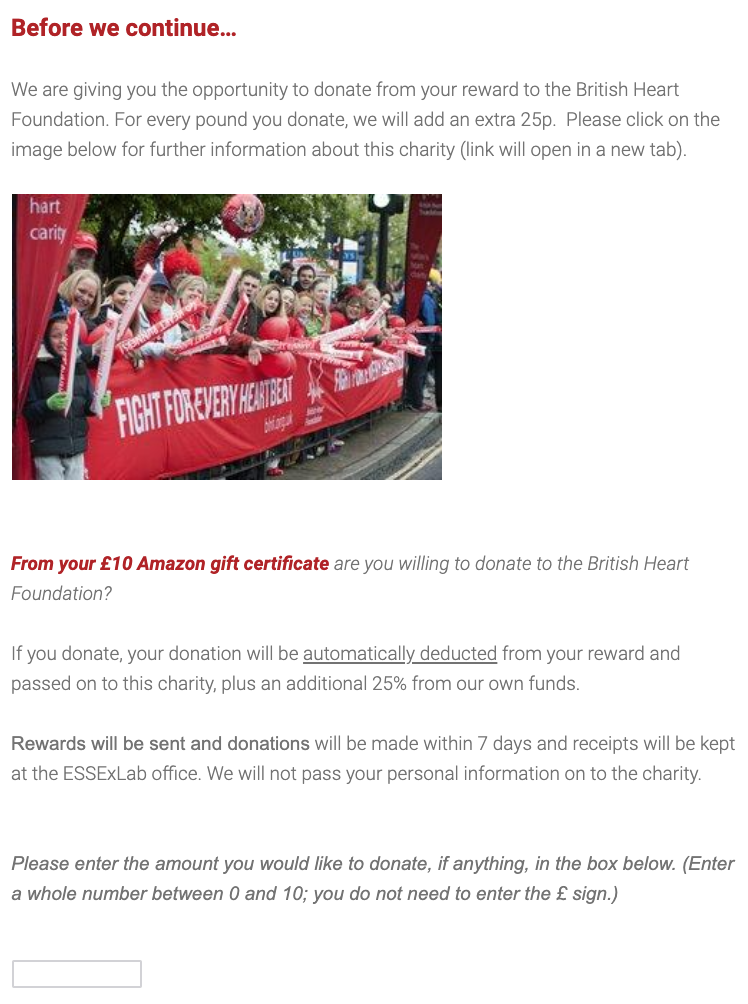 Before we continue...
We are giving you the opportunity to donate from your reward to the British Heart
Foundation. For every pound you donate, we will add an extra 25p. Please click on the
image below for further information about this charity (link will open in a new tab).
hart
carity
FIGHT FOR EVERY HEARTBEAT
bhf.org.uk
British Heart
Foundation
From your £10 Amazon gift certificate are you willing to donate to the British Heart
Foundation?
If you donate, your donation will be automatically deducted from your reward and
passed on to this charity, plus an additional 25% from our own funds.
Rewards will be sent and donations will be made within 7 days and receipts will be kept
at the ESSExLab office. We will not pass your personal information on to the charity.
Please enter the amount you would like to donate, if anything, in the box below. (Enter
a whole number between 0 and 10; you do not need to enter the £ sign.)